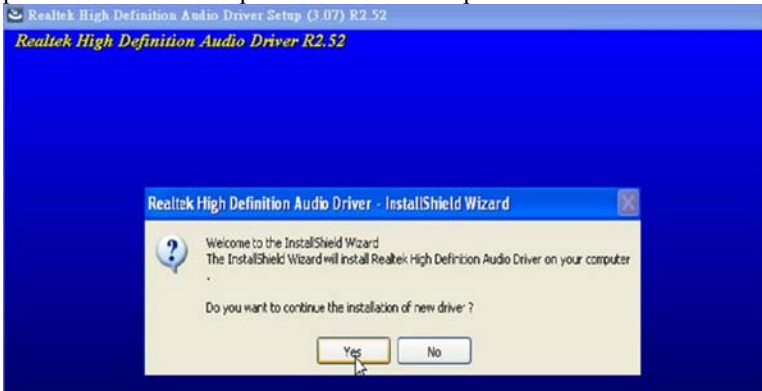 Realtek High Definition Audio Driver Setup (3.07) R2.52
Realtek High Definition Audio Driver R2.52
Realtek High Definition Audio Driver - InstallShield Wizard
Welcome to the InstallShield Wizard
The InstallShield Wizard will install Realtek High Definition Audio Driver on your computer
.
Do you want to continue the installation of new driver ?
Yes No